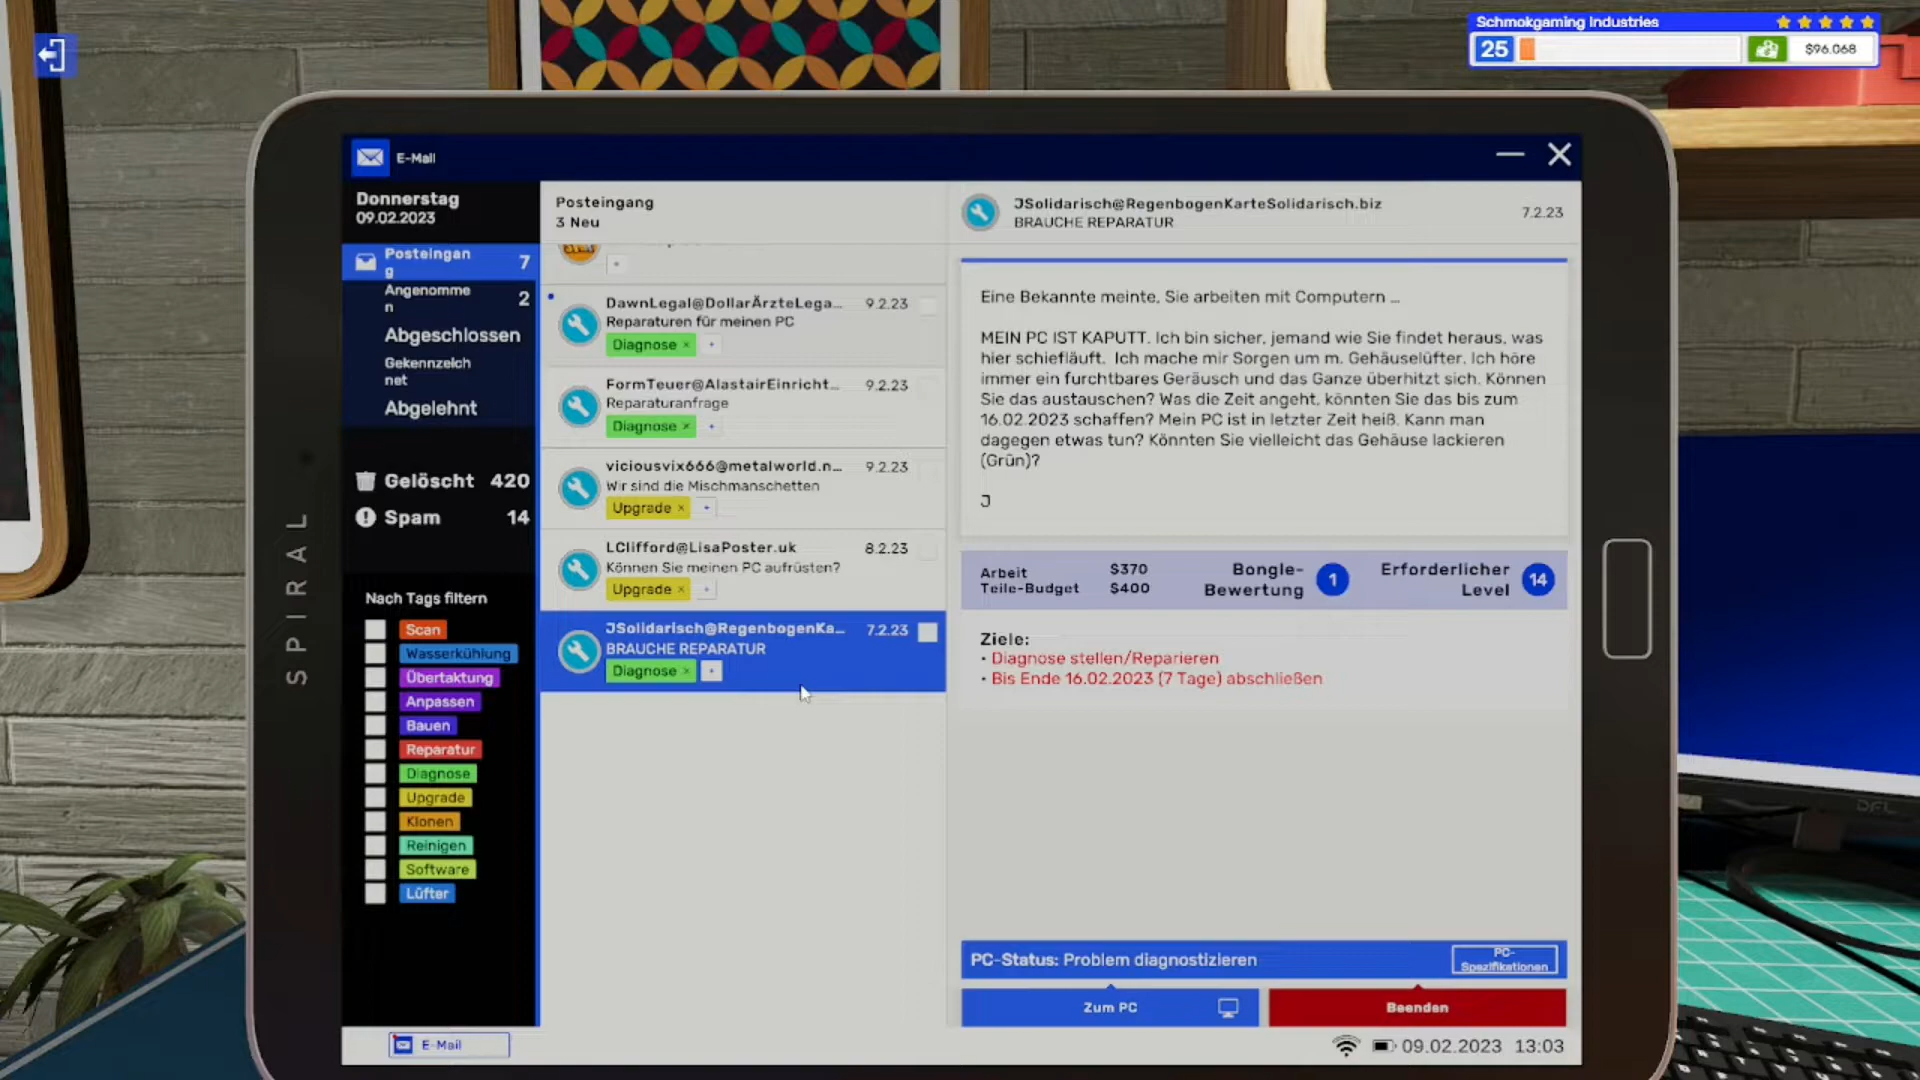 Schmokgaming Industries
25
$96.068
E-Mail
Donnerstag
09.02.2023
Posteingan
g
7
Angenomme
n
2
Abgeschlossen
Gekennzeich
net
Abgelehnt
Gelöscht 420
Spam 14
Nach Tags filtern
Scan
Wasserkühlung
Übertaktung
Anpassen
Bauen
Reparatur
Diagnose
Upgrade
Klonen
Reinigen
Software
Lüfter
Posteingang
3 Neu
DawnLegal@DollarÄrzteLega... 9.2.23
Reparaturen für meinen PC
Diagnose × +
FormTeuer@AlastairEinricht... 9.2.23
Reparaturanfrage
Diagnose × +
viciousvix666@metalworld.n... 9.2.23
Wir sind die Mischmanschetten
Upgrade × +
LClifford@LisaPoster.uk 8.2.23
Können Sie meinen PC aufrüsten?
Upgrade × +
JSolidarisch@RegenbogenKa... 7.2.23
BRAUCHE REPARATUR
Diagnose × +
JSolidarisch@RegenbogenKarteSolidarisch.biz
BRAUCHE REPARATUR
7.2.23
Eine Bekannte meinte, Sie arbeiten mit Computern ...
MEIN PC IST KAPUTT. Ich bin sicher, jemand wie Sie findet heraus, was
hier schiefläuft. Ich mache mir Sorgen um m. Gehäuselüfter. Ich höre
immer ein furchtbares Geräusch und das Ganze überhitzt sich. Können
Sie das austauschen? Was die Zeit angeht, könnten Sie das bis zum
16.02.2023 schaffen? Mein PC ist in letzter Zeit heiß. Kann man
dagegen etwas tun? Könnten Sie vielleicht das Gehäuse lackieren
(Grün)?
J
Arbeit $370
Teile-Budget $400
Bongle-
Bewertung
1
Erforderlicher
Level
14
Ziele:
• Diagnose stellen/Reparieren
• Bis Ende 16.02.2023 (7 Tage) abschließen
PC-Status: Problem diagnostizieren
PC-
Spezifikationen
Zum PC
Beenden
E-Mail
09.02.2023 13:03
SPIRAL
DFL